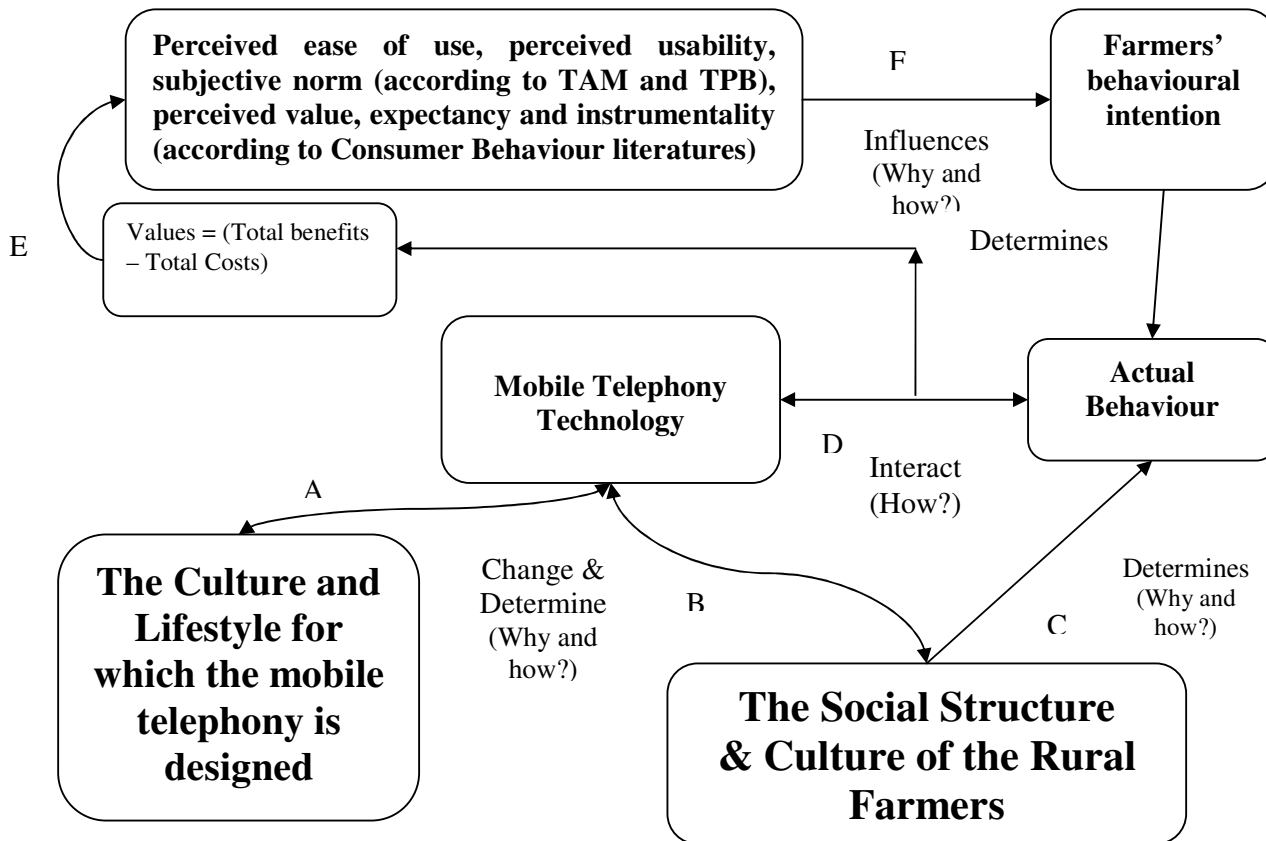 Perceived ease of use, perceived usability,
subjective norm (according to TAM and TPB),
perceived value, expectancy and instrumentality
(according to Consumer Behaviour literatures)
F
Farmers’
behavioural
intention
Influences
(Why and
how?)
E
Values = (Total benefits
– Total Costs)
Determines
Mobile Telephony
Technology
Actual
Behaviour
D
Interact
(How?)
A
The Culture and
Lifestyle for
which the mobile
telephony is
designed
Change &
Determine
(Why and
how?)
B
C
Determines
(Why and
how?)
The Social Structure
& Culture of the Rural
Farmers